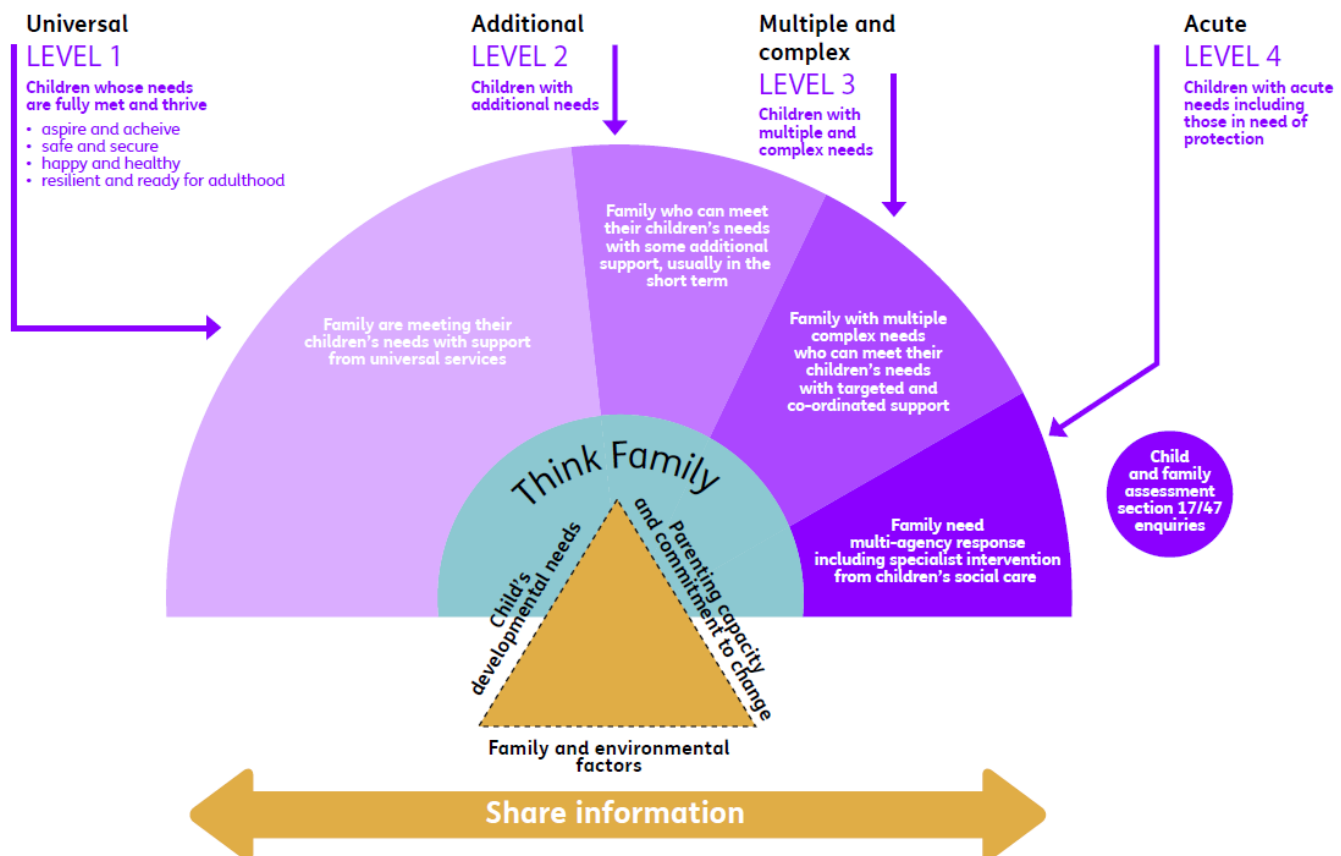 Universal
LEVEL 1
Children whose needs
are fully met and thrive
• aspire and acheive
• safe and secure
• happy and healthy
• resilient and ready for adulthood
Additional
LEVEL 2
Children with
additional needs
Multiple and
complex
LEVEL 3
Children with
multiple and
complex needs
Acute
LEVEL 4
Children with acute
needs including
those in need of
protection
Family are meeting their
children's needs with support
from universal services
Family who can meet
their children's needs
with some additional
support, usually in the
short term
Family with multiple
complex needs
who can meet their
children's needs
with targeted and
co-ordinated support
Family need
multi-agency response
including specialist intervention
from children's social care
Child
and family
assessment
section 17/47
enquiries
Think Family
Child's
developmental needs
Parenting capacity
and commitment to change
Family and environmental
factors
Share information